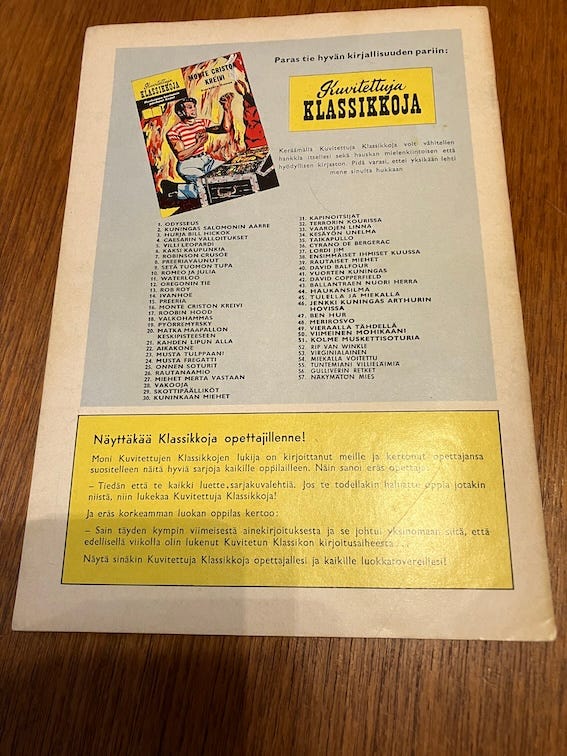 Paras tie hyvän kirjallisuuden pariin:
Kuvitettuja
KLASSIKKOJA
MONTE CRISTON
KREIVI
Kuvitettuja
KLASSIKKOJA
Keräämällä Kuvitettuja Klassikkoja voit vähitellen
hankkia itsellesi sekä hauskan mielenkiintoisen että
hyödyllisen kirjaston. Pidä varasi, ettei yksikään lehti
mene sinulta hukkaan
1. ODYSSEUS
2. KUNINGAS SALOMONIN AARRE
3. HURJA BILL HICKOK
4. CAESARIN VALLOITUKSET
5. VILLI LEOPARDI
6. KAKSI KAUPUNKIA
7. ROBINSON CRUSOE
8. PREERIAVAUNUT
9. SETÄ TUOMON TUPA
10. ROMEO JA JULIA
11. WATERLOO
12. OREGONIN TIE
13. ROB ROY
14. IVANHOE
15. PREERIA
16. MONTE CRISTON KREIVI
17. ROOBIN HOOD
18. VALKOHAMMAS
19. PYÖRREMYRSKY
20. MATKA MAAPALLON
KESKIPISTEESEEN
21. KAHDEN LIPUN ALLA
22. AIKAKONE
23. MUSTA TULPPAANI
24. MUSTA FREGATTI
25. ONNEN SOTURIT
26. RAUTANAAMIO
27. MIEHET MERTA VASTAAN
28. VAKOOJA
29. SKOTTIPÄÄLLIKÖT
30. KUNINKAAN MIEHET
31. KAPINOITSIJAT
32. TERRORIN KOURISSA
33. VAAROJEN LINNA
34. KESÄYÖN UNELMA
35. TAIKAPULLO
36. CYRANO DE BERGERAC
37. LORDI JIM
38. ENSIMMÄISET IHMISET KUUSSA
39. RAUTAISET MIEHET
40. DAVID BALFOUR
41. VUORTEN KUNINGAS
42. DAVID COPPERFIELD
43. BALLANTRAEN NUORI HERRA
44. HAUKANSILMÄ
45. TULELLA JA MIEKALLA
46. JENKKI KUNINGAS ARTHURIN
HOVISSA
47. BEN HUR
48. MERIROSVO
49. VIERAALLA TÄHDELLÄ
50. VIIMEINEN MOHIKAANI
51. KOLME MUSKETTISOTURIA
52. RIP VAN WINKLE
53. VIRGINIALAINEN
54. MIEKALLA VOITETTU
55. TUNTEMIANI VILLIELÄIMIÄ
56. GULLIVERIN RETKET
57. NÄKYMÄTÖN MIES
Näyttäkää Klassikkoja opettajillenne!
Moni Kuvitettujen Klassikkojen lukija on kirjoittanut meille ja kertonut opettajansa
suositelleen näitä hyviä sarjoja kaikille oppilailleen. Näin sanoi eräs opettaja:
– Tiedän että te kaikki luette sarjakuvalehtiä. Jos te todellakin haluatte oppia jotakin
niistä, niin lukekaa Kuvitettuja Klassikkoja!
Ja eräs korkeamman luokan oppilas kertoo:
– Sain täyden kympin viimeisestä ainekirjoituksesta ja se johtui yksinomaan siitä, että
edellisellä viikolla olin lukenut Kuvitetun Klassikon kirjoitusaiheesta...
Näytä sinäkin Kuvitettuja Klassikkoja opettajallesi ja kaikille luokkatovereillesi!